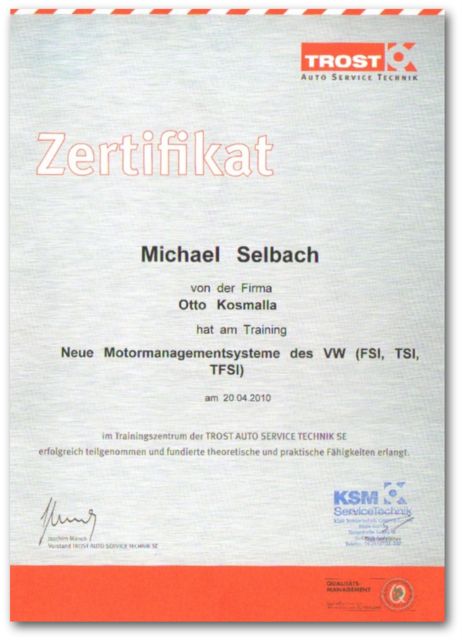 TROST
AUTO SERVICE TECHNIK
Zertifikat
Michael Selbach
von der Firma
Otto Kosmalla
hat am Training
Neue Motormanagementsysteme des VW (FSI, TSI,
TFSI)
am 20.04.2010
im Trainingszentrum der TROST AUTO SERVICE TECHNIK SE
erfolgreich teilgenommen und fundierte theoretische und praktische Fähigkeiten erlangt.
KSM
ServiceTechnik
Vorstand TROST AUTO SERVICE TECHNIK SE
QUALITÄTS-
MANAGEMENT